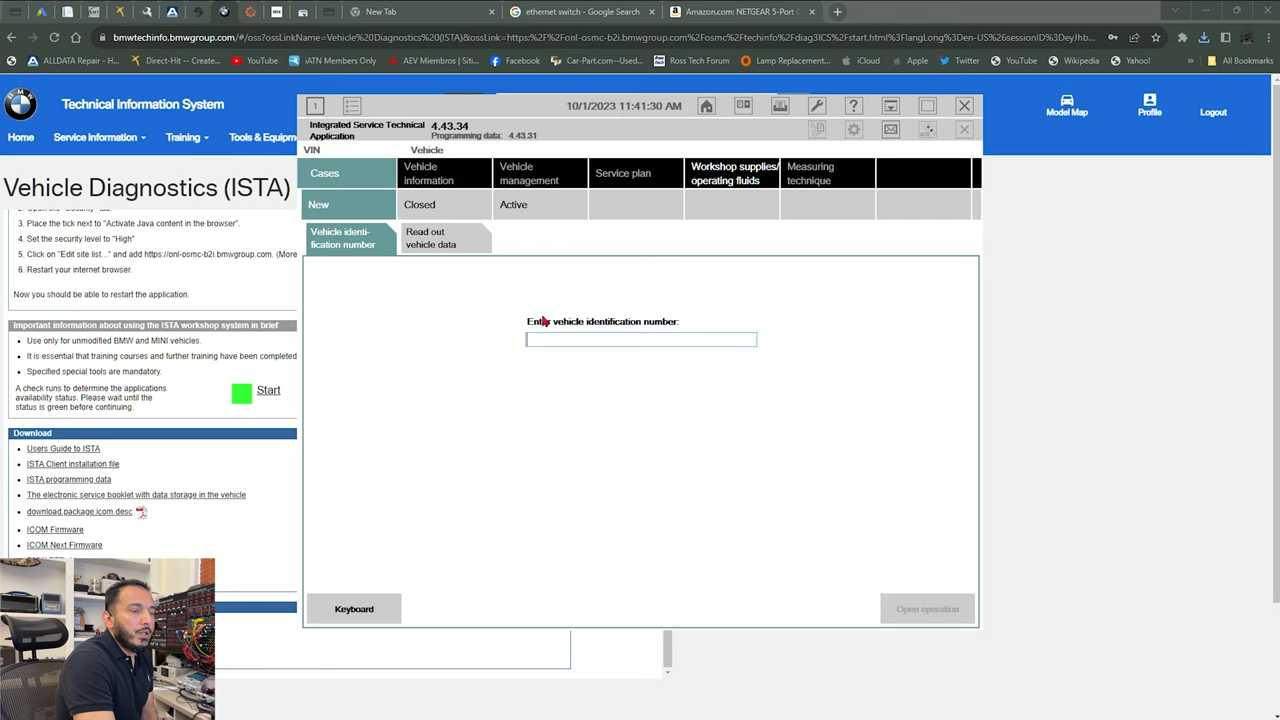 New Tab
ethernet switch - Google Search
Amazon.com: NETGEAR 5-Port G
bmwtechinfo.bmwgroup.com/#/oss?ossLinkName=Vehicle%20Diagnostics%20(ISTA)&ossLink=https:%2F%2Fonl-osmc-b2i.bmwgroup.com%2Fosmc%2Ftechinfo%2Fdiag3ICS%2Fstart.html%3FlangLong%3Den-US%26sessionID%3DeyJhb...
ALLDATA Repair - H...
Direct-Hit -- Create...
YouTube
iATN Members Only
AEV Miembros | Siti...
Facebook
Car-Part.com--Used...
Ross Tech Forum
Lamp Replacement...
iCloud
Apple
Twitter
YouTube
Wikipedia
Yahoo!
»
All Bookmarks
Technical Information System
Model Map
Profile
Logout
Home
Service Information
Training
Tools & Equipm
Vehicle Diagnostics (ISTA)
3. Place the tick next to "Activate Java content in the browser".
4. Set the security level to "High"
5. Click on "Edit site list..." and add https://onl-osmc-b2i.bmwgroup.com. (More
6. Restart your internet browser.
Now you should be able to restart the application.
Important information about using the ISTA workshop system in brief
• Use only for unmodified BMW and MINI vehicles.
• It is essential that training courses and further training have been completed
• Specified special tools are mandatory.
A check runs to determine the applications
availability status. Please wait until the
status is green before continuing.
Start
Download
• Users Guide to ISTA
• ISTA Client installation file
• ISTA programming data
• The electronic service booklet with data storage in the vehicle
• download.package.icom.desc
• ICOM Firmware
• ICOM Next Firmware
1
10/1/2023 11:41:30 AM
Integrated Service Technical
Application
4.43.34
Programming data: 4.43.31
VIN
Vehicle
Cases
Vehicle
information
Vehicle
management
Service plan
Workshop supplies/
operating fluids
Measuring
technique
New
Closed
Active
Vehicle identi-
fication number
Read out
vehicle data
Enter vehicle identification number:
Keyboard
Open operation